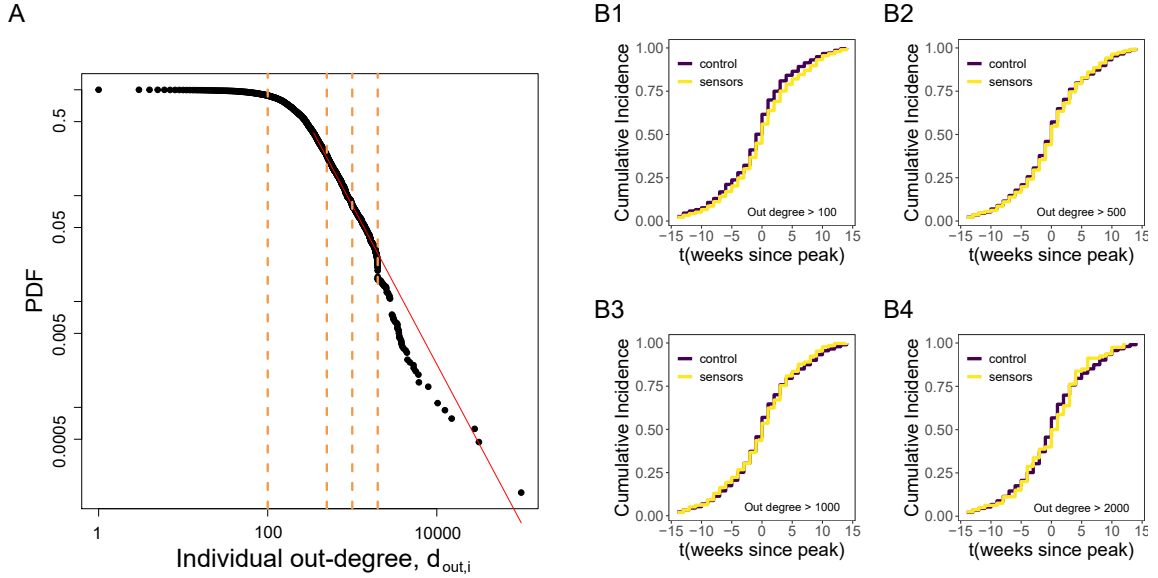 A
PDF
0.5
0.05
0.005
0.0005
1
100
10000
Individual out-degree, dout,i
B1
Cumulative Incidence
1.00
0.75
0.50
0.25
0.00
control
sensors
Out degree > 100
−15 −10 −5 0 5 10 15
t(weeks since peak)
B2
Cumulative Incidence
1.00
0.75
0.50
0.25
0.00
control
sensors
Out degree > 500
−15 −10 −5 0 5 10 15
t(weeks since peak)
B3
Cumulative Incidence
1.00
0.75
0.50
0.25
0.00
control
sensors
Out degree > 1000
−15 −10 −5 0 5 10 15
t(weeks since peak)
B4
Cumulative Incidence
1.00
0.75
0.50
0.25
0.00
control
sensors
Out degree > 2000
−15 −10 −5 0 5 10 15
t(weeks since peak)